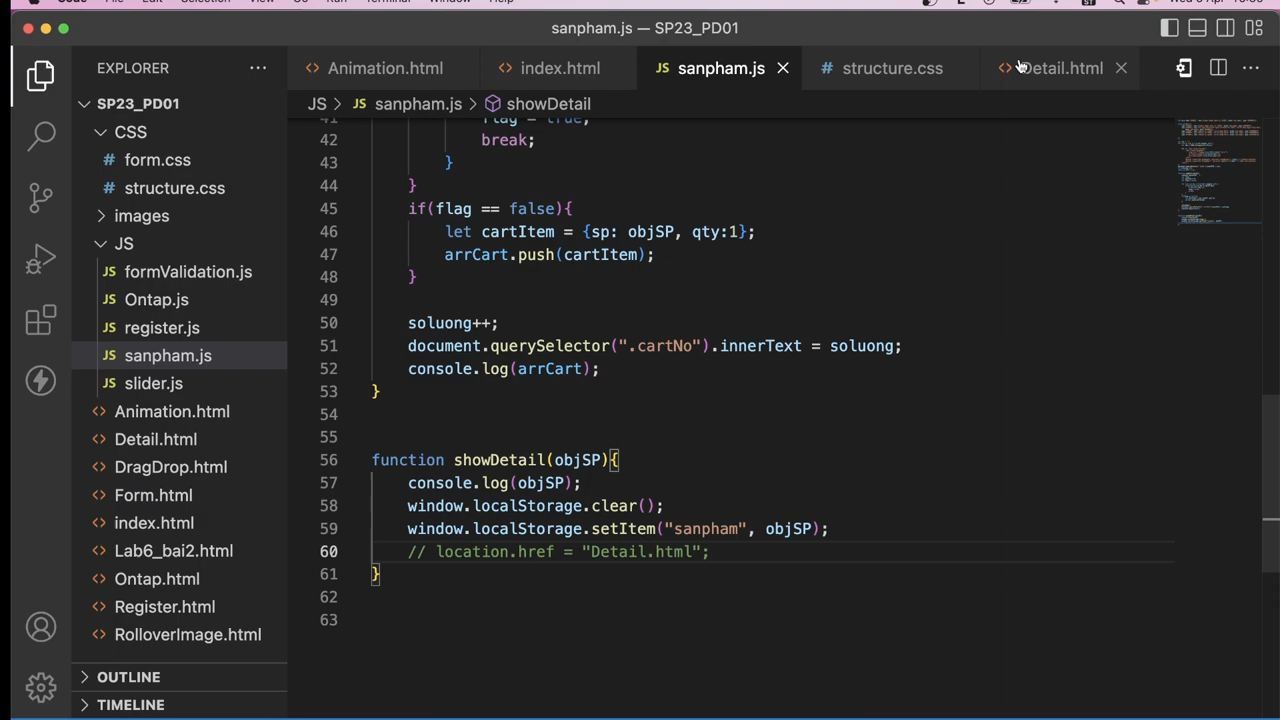 sanpham.js — SP23_PD01
EXPLORER
SP23_PD01
CSS
form.css
structure.css
images
JS
formValidation.js
Ontap.js
register.js
sanpham.js
slider.js
Animation.html
Detail.html
DragDrop.html
Form.html
index.html
Lab6_bai2.html
Ontap.html
Register.html
RolloverImage.html
OUTLINE
TIMELINE
Animation.html
index.html
JS sanpham.js
structure.css
Detail.html
JS > JS sanpham.js > showDetail
41 flag = true;
42 break;
43 }
44 }
45 if(flag == false){
46 let cartItem = {sp: objSP, qty:1};
47 arrCart.push(cartItem);
48 }
49
50 soluong++;
51 document.querySelector(".cartNo").innerText = soluong;
52 console.log(arrCart);
53 }
54
55
56 function showDetail(objSP){
57 console.log(objSP);
58 window.localStorage.clear();
59 window.localStorage.setItem("sanpham", objSP);
60 // location.href = "Detail.html";
61 }
62
63